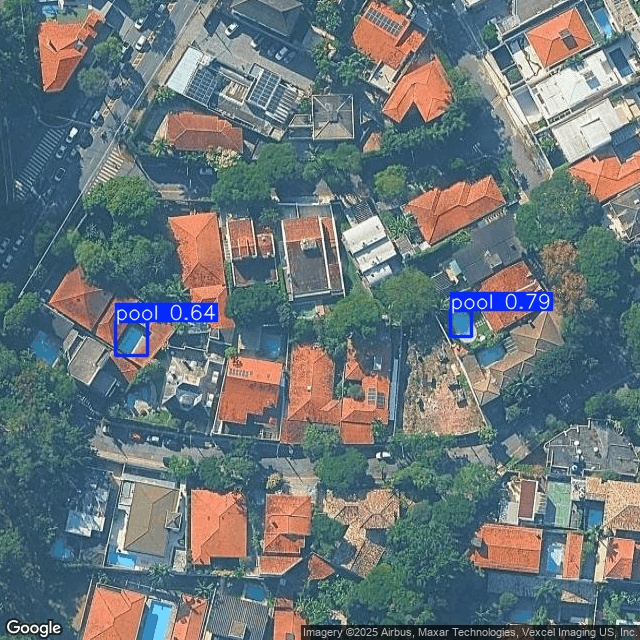 pool 0.79
pool 0.64
Google
Imagery ©2025 Airbus, Maxar Technologies, Vexcel Imaging US, Inc.